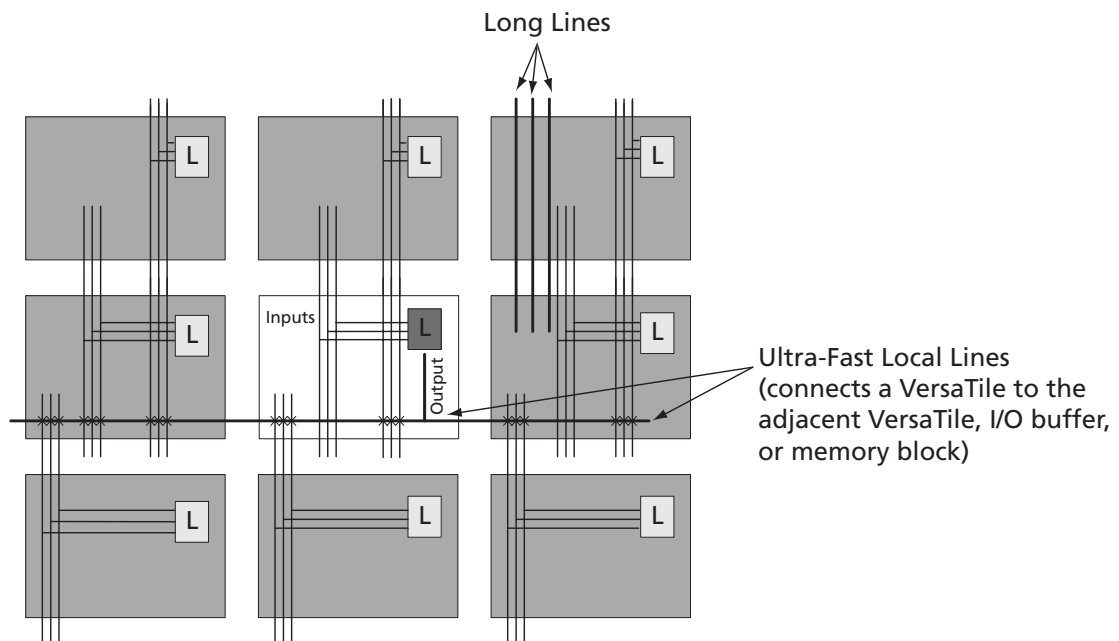 Long Lines
L
L
L
Inputs
L
L
L
Output
Ultra-Fast Local Lines
(connects a VersaTile to the
adjacent VersaTile, I/O buffer,
or memory block)
L
L
L